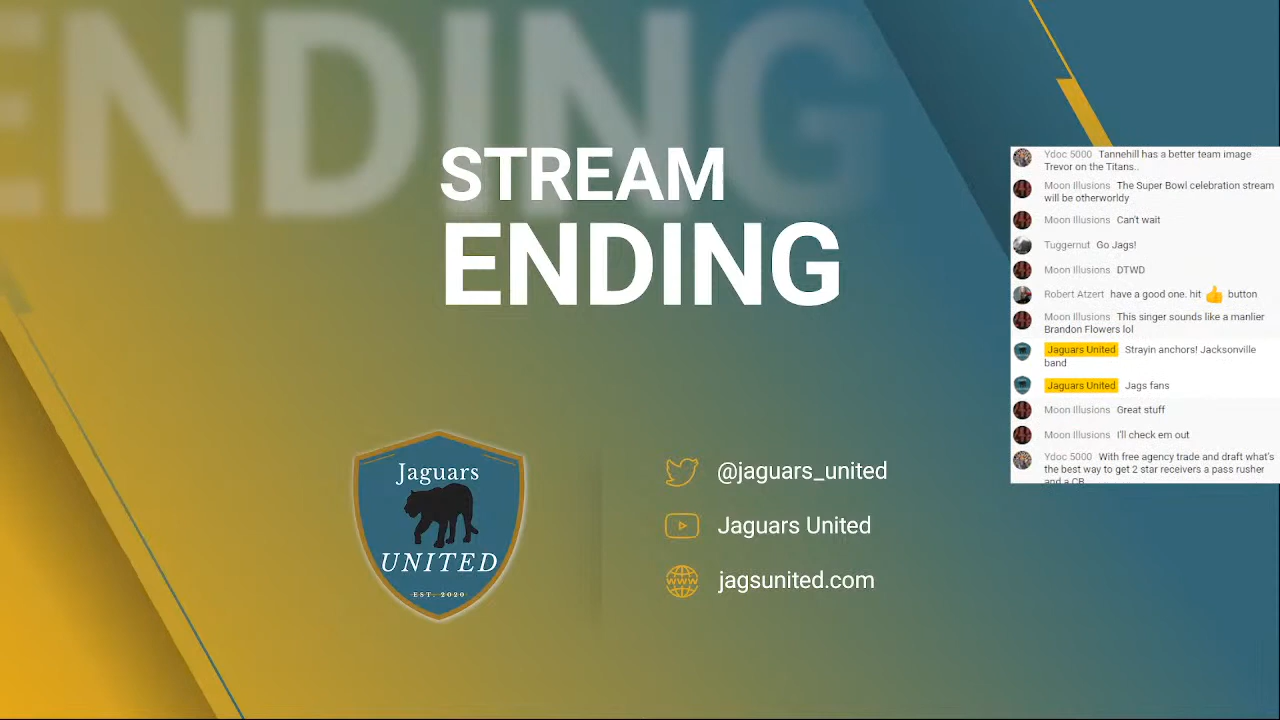 ENDING
STREAM
ENDING
Jaguars
UNITED
EST. 2020
@jaguars_united
Jaguars United
www
jagsunited.com
Ydoc 5000 Tannehill has a better team image
Trevor on the Titans..
Moon Illusions The Super Bowl celebration stream
will be otherworldy
Moon Illusions Can't wait
Tuggernut Go Jags!
Moon Illusions DTWD
Robert Atzert have a good one. hit 👍 button
Moon Illusions This singer sounds like a manlier
Brandon Flowers lol
Jaguars United Strayin anchors! Jacksonville
band
Jaguars United Jags fans
Moon Illusions Great stuff
Moon Illusions I'll check em out
Ydoc 5000 With free agency trade and draft what's
the best way to get 2 star receivers a pass rusher
and a CB